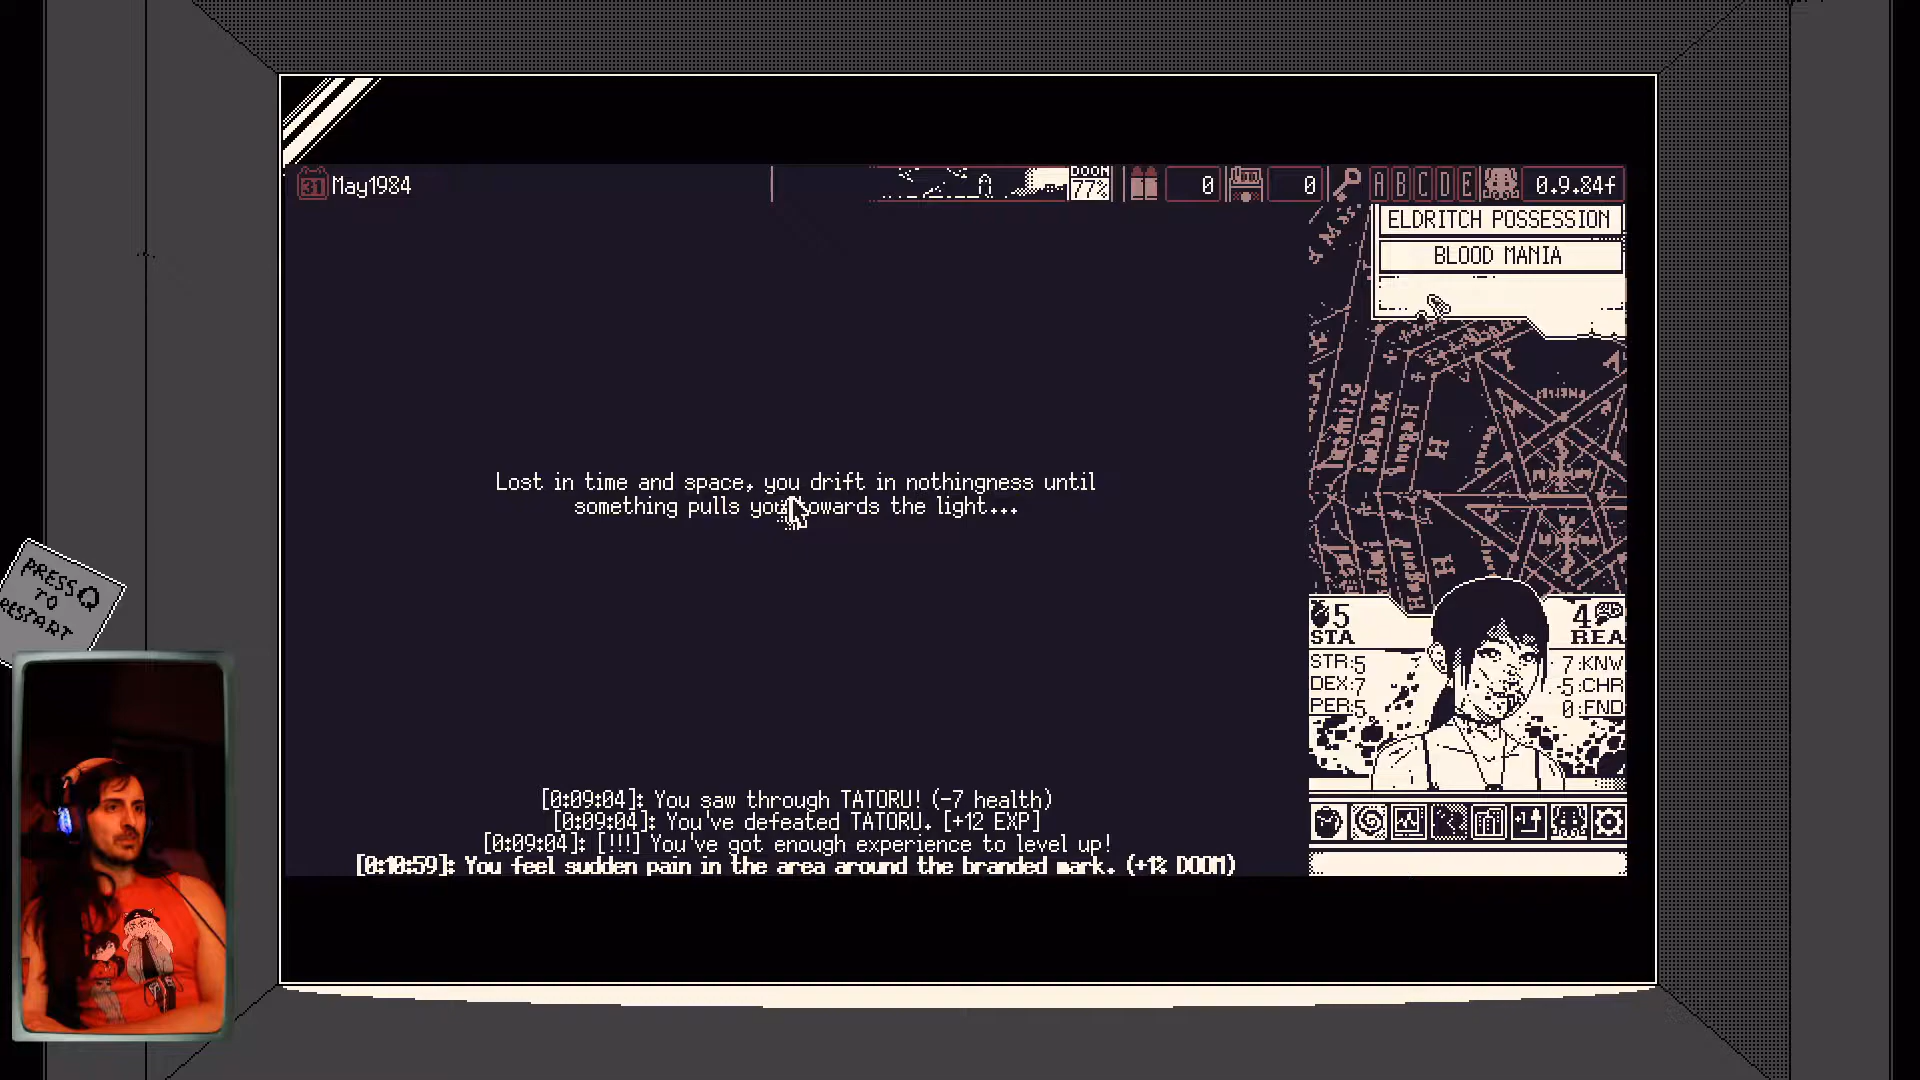 May1984
DOOM
77%
0
0
A B C D E
0.9.84f
ELDRITCH POSSESSION
BLOOD MANIA
Lost in time and space, you drift in nothingness until
something pulls you towards the light...
PRESS Q
TO
RESTART
5
STA
4
REA
STR:5
DEX:7
PER:5
7:KNW
5:CHR
0:FND
[0:09:04]: You saw through TATORU! (-7 health)
[0:09:04]: You've defeated TATORU. [+12 EXP]
[0:09:04]: [!!!] You've got enough experience to level up!
[0:10:59]: You feel sudden pain in the area around the branded mark. (+1% DOOM)